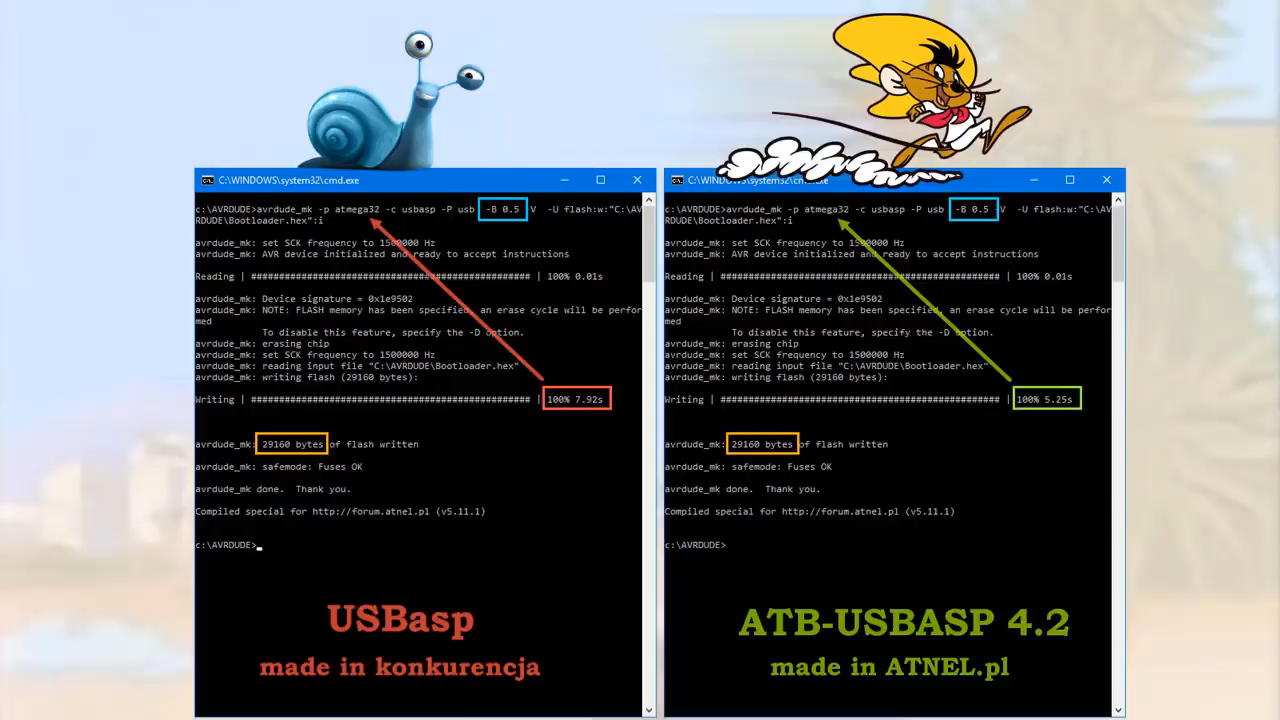 C:\WINDOWS\system32\cmd.exe
c:\AVRDUDE>avrdude_mk -p atmega32 -c usbasp -P usb -B 0.5 V -U flash:w:"C:\AV
RDUDE\Bootloader.hex":i
avrdude_mk: set SCK frequency to 1500000 Hz
avrdude_mk: AVR device initialized and ready to accept instructions
Reading | ################################################## | 100% 0.01s
avrdude_mk: Device signature = 0x1e9502
avrdude_mk: NOTE: FLASH memory has been specified, an erase cycle will be perfor
med
To disable this feature, specify the -D option.
avrdude_mk: erasing chip
avrdude_mk: set SCK frequency to 1500000 Hz
avrdude_mk: reading input file "C:\AVRDUDE\Bootloader.hex"
avrdude_mk: writing flash (29160 bytes):
Writing | ################################################## | 100% 7.92s
avrdude_mk: 29160 bytes of flash written
avrdude_mk: safemode: Fuses OK
avrdude_mk done.  Thank you.
Compiled special for http://forum.atnel.pl (v5.11.1)
c:\AVRDUDE>
USBasp
made in konkurencja
C:\WINDOWS\system32\cmd.exe
c:\AVRDUDE>avrdude_mk -p atmega32 -c usbasp -P usb -B 0.5 V -U flash:w:"C:\AV
RDUDE\Bootloader.hex":i
avrdude_mk: set SCK frequency to 1500000 Hz
avrdude_mk: AVR device initialized and ready to accept instructions
Reading | ################################################## | 100% 0.01s
avrdude_mk: Device signature = 0x1e9502
avrdude_mk: NOTE: FLASH memory has been specified, an erase cycle will be perfor
med
To disable this feature, specify the -D option.
avrdude_mk: erasing chip
avrdude_mk: set SCK frequency to 1500000 Hz
avrdude_mk: reading input file "C:\AVRDUDE\Bootloader.hex"
avrdude_mk: writing flash (29160 bytes):
Writing | ################################################## | 100% 5.25s
avrdude_mk: 29160 bytes of flash written
avrdude_mk: safemode: Fuses OK
avrdude_mk done.  Thank you.
Compiled special for http://forum.atnel.pl (v5.11.1)
c:\AVRDUDE>
ATB-USBASP 4.2
made in ATNEL.pl